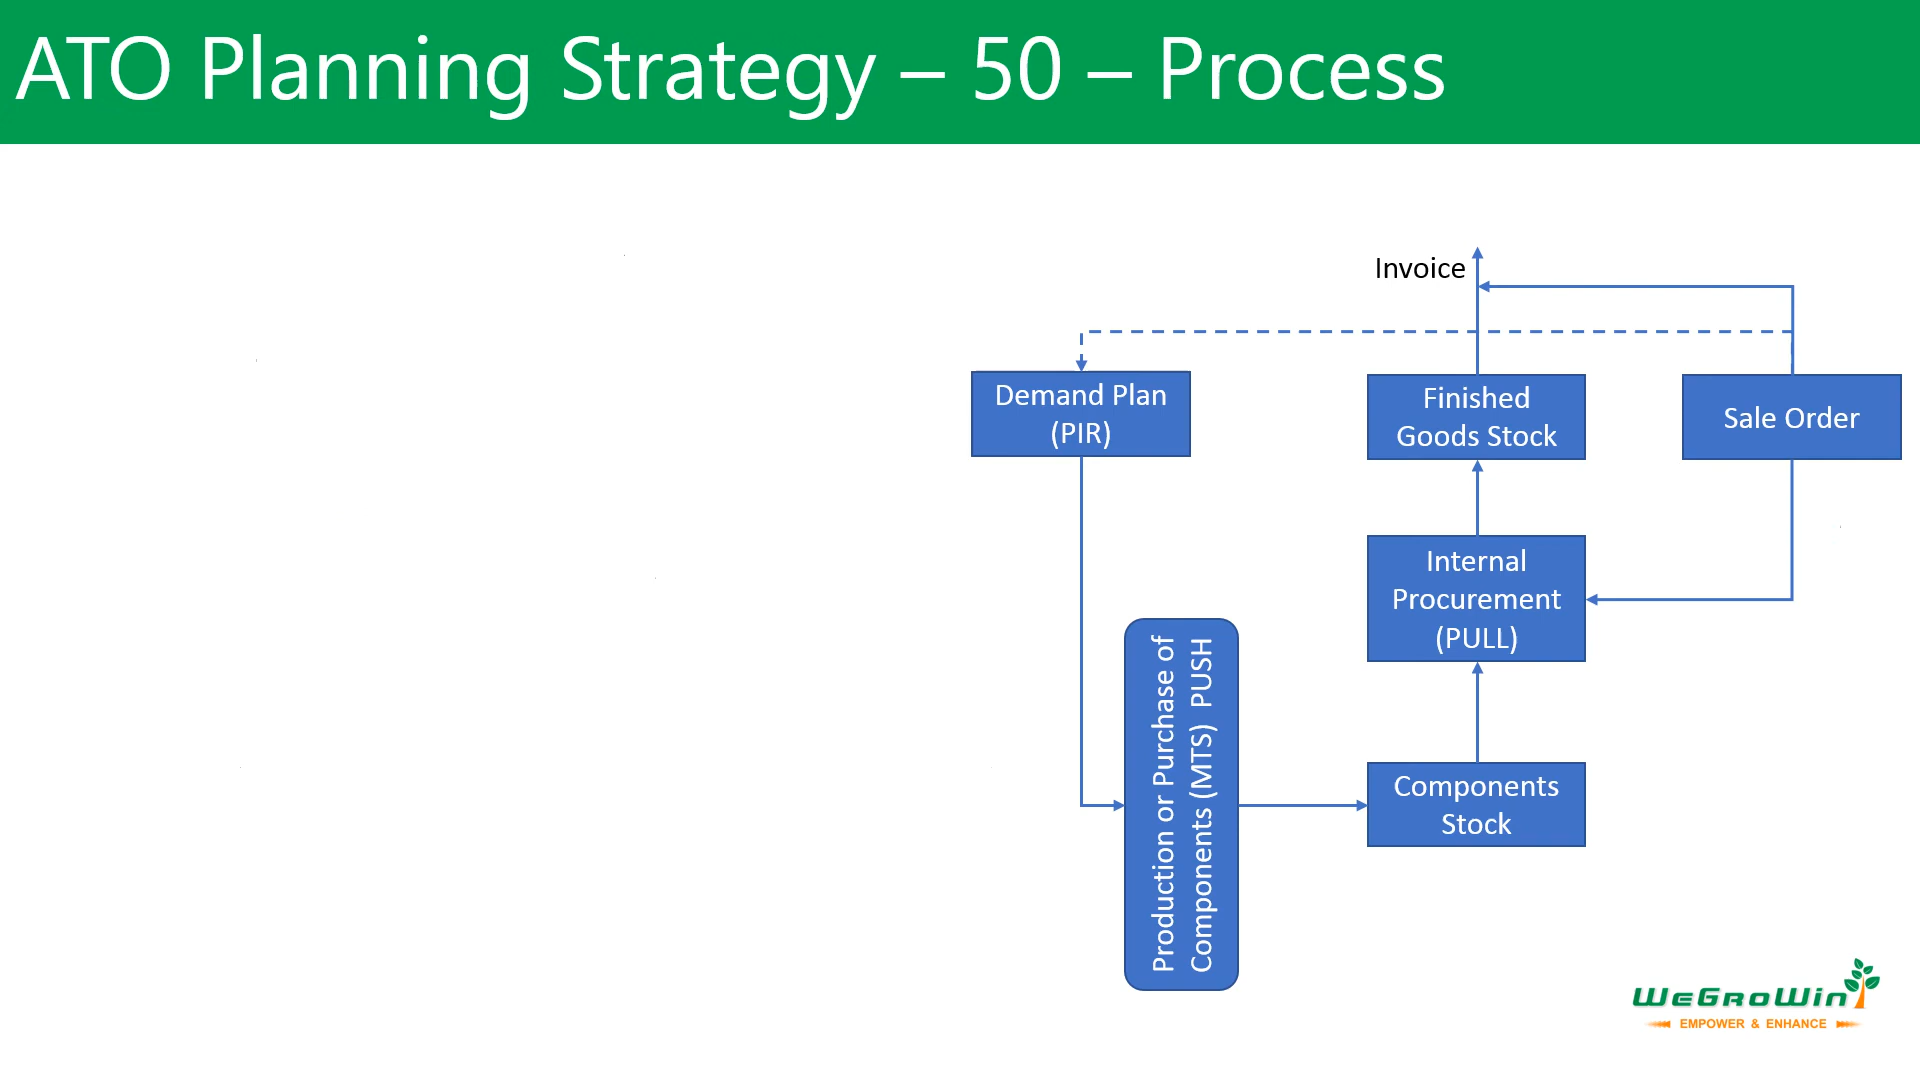 ATO Planning Strategy – 50 – Process
Invoice
Demand Plan
(PIR)
Finished
Goods Stock
Sale Order
Internal
Procurement
(PULL)
Production or Purchase of
Components (MTS)  PUSH
Components
Stock
WeGroWin
EMPOWER & ENHANCE